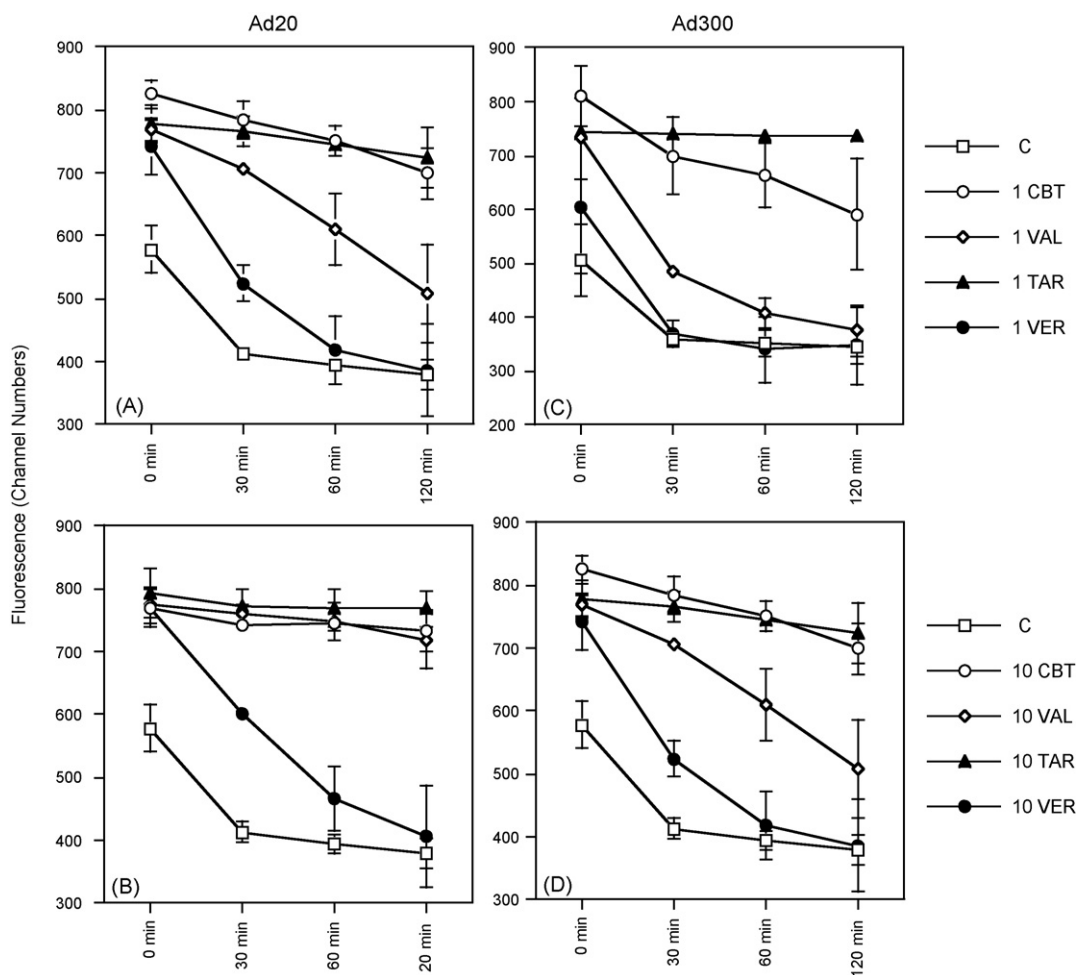 Ad20
Ad300
Fluorescence (Channel Numbers)
900
800
700
600
500
400
300
(A)
0 min
30 min
60 min
120 min
900
800
700
600
500
400
300
200
(C)
0 min
30 min
60 min
120 min
C
1 CBT
1 VAL
1 TAR
1 VER
900
800
700
600
500
400
300
(B)
0 min
30 min
60 min
20 min
900
800
700
600
500
400
300
(D)
0 min
30 min
60 min
120 min
C
10 CBT
10 VAL
10 TAR
10 VER